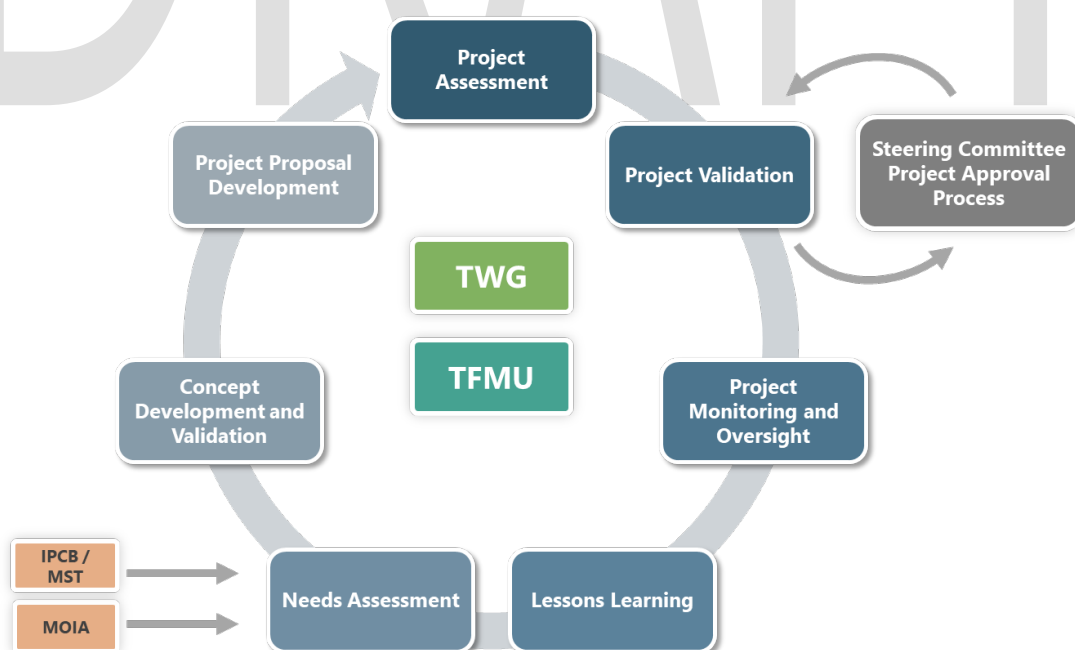 DRAFT
Project
Assessment
Project Proposal
Development
Project Validation
Steering Committee
Project Approval
Process
TWG
TFMU
Concept
Development and
Validation
Project
Monitoring and
Oversight
IPCB /
MST
MOIA
Needs Assessment
Lessons Learning